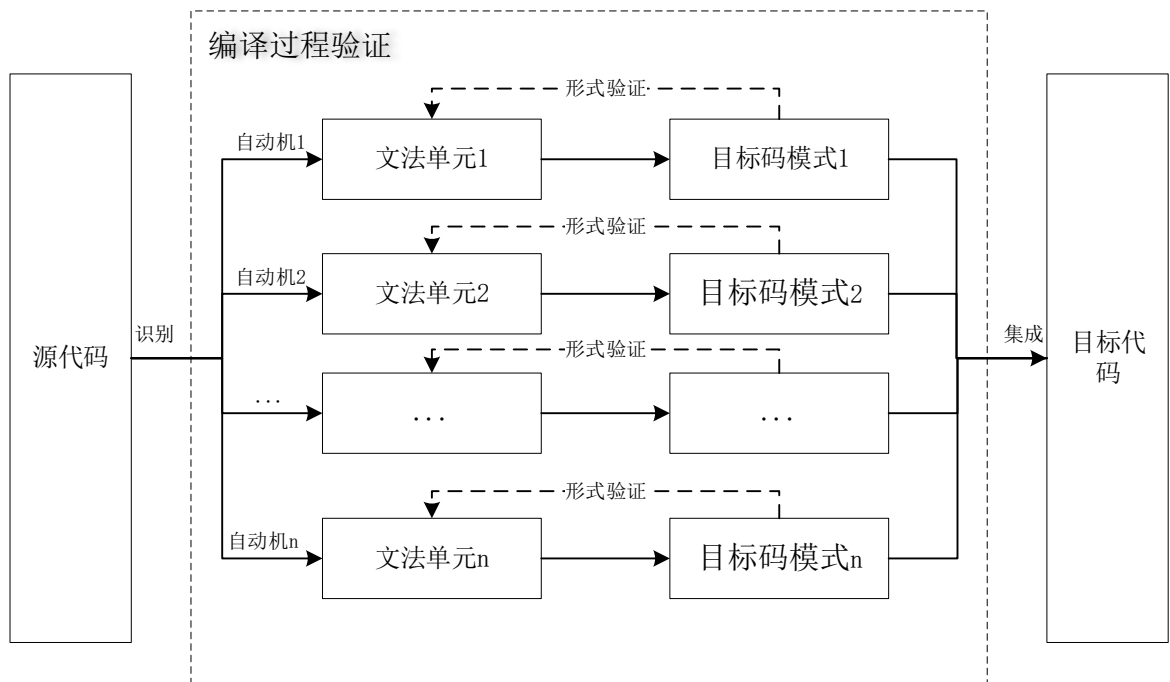 编译过程验证
形式验证
自动机1
文法单元1
目标码模式1
形式验证
自动机2
文法单元2
目标码模式2
识别
形式验证
集成
源代码
目标代
码
...
...
...
形式验证
自动机n
文法单元n
目标码模式n